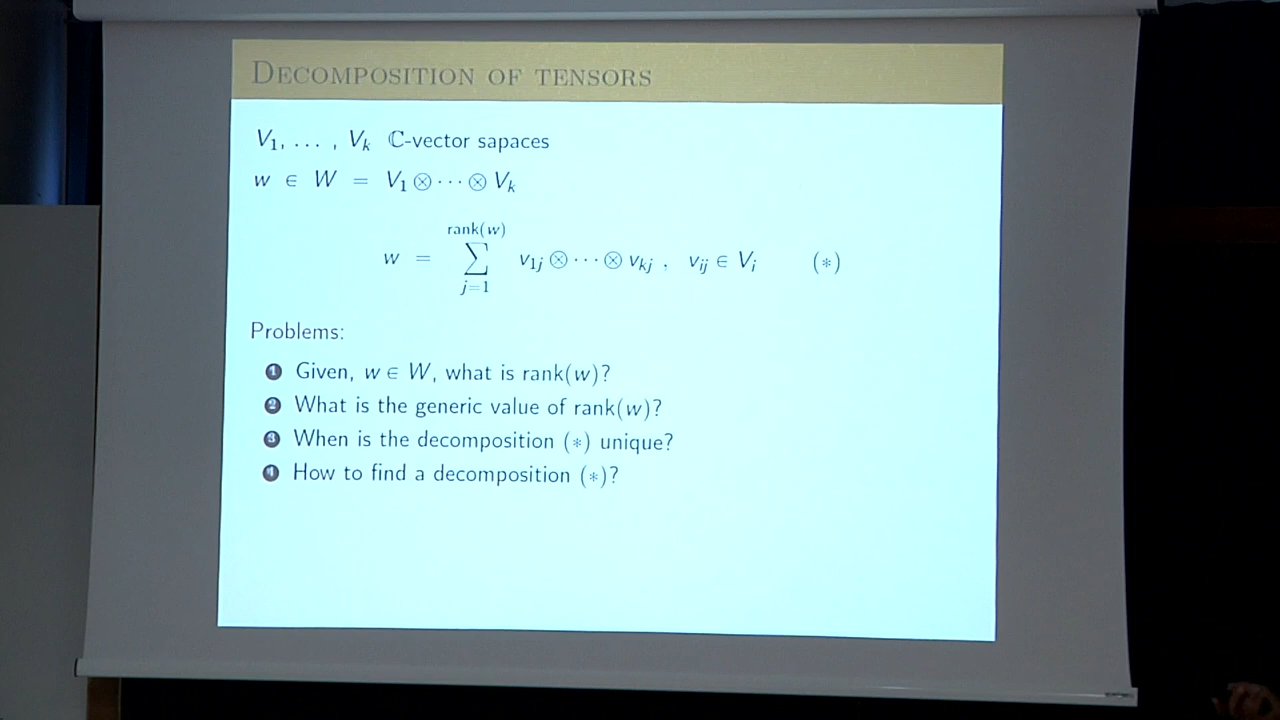 DECOMPOSITION OF TENSORS
V₁, ... , Vₖ ℂ-vector sapaces
w ∈ W = V₁ ⊗ ··· ⊗ Vₖ
rank(w)
w = ∑ v₁ⱼ ⊗ ··· ⊗ vₖⱼ , vᵢⱼ ∈ Vᵢ (∗)
j=1
Problems:
1 Given, w ∈ W, what is rank(w)?
2 What is the generic value of rank(w)?
3 When is the decomposition (∗) unique?
4 How to find a decomposition (∗)?